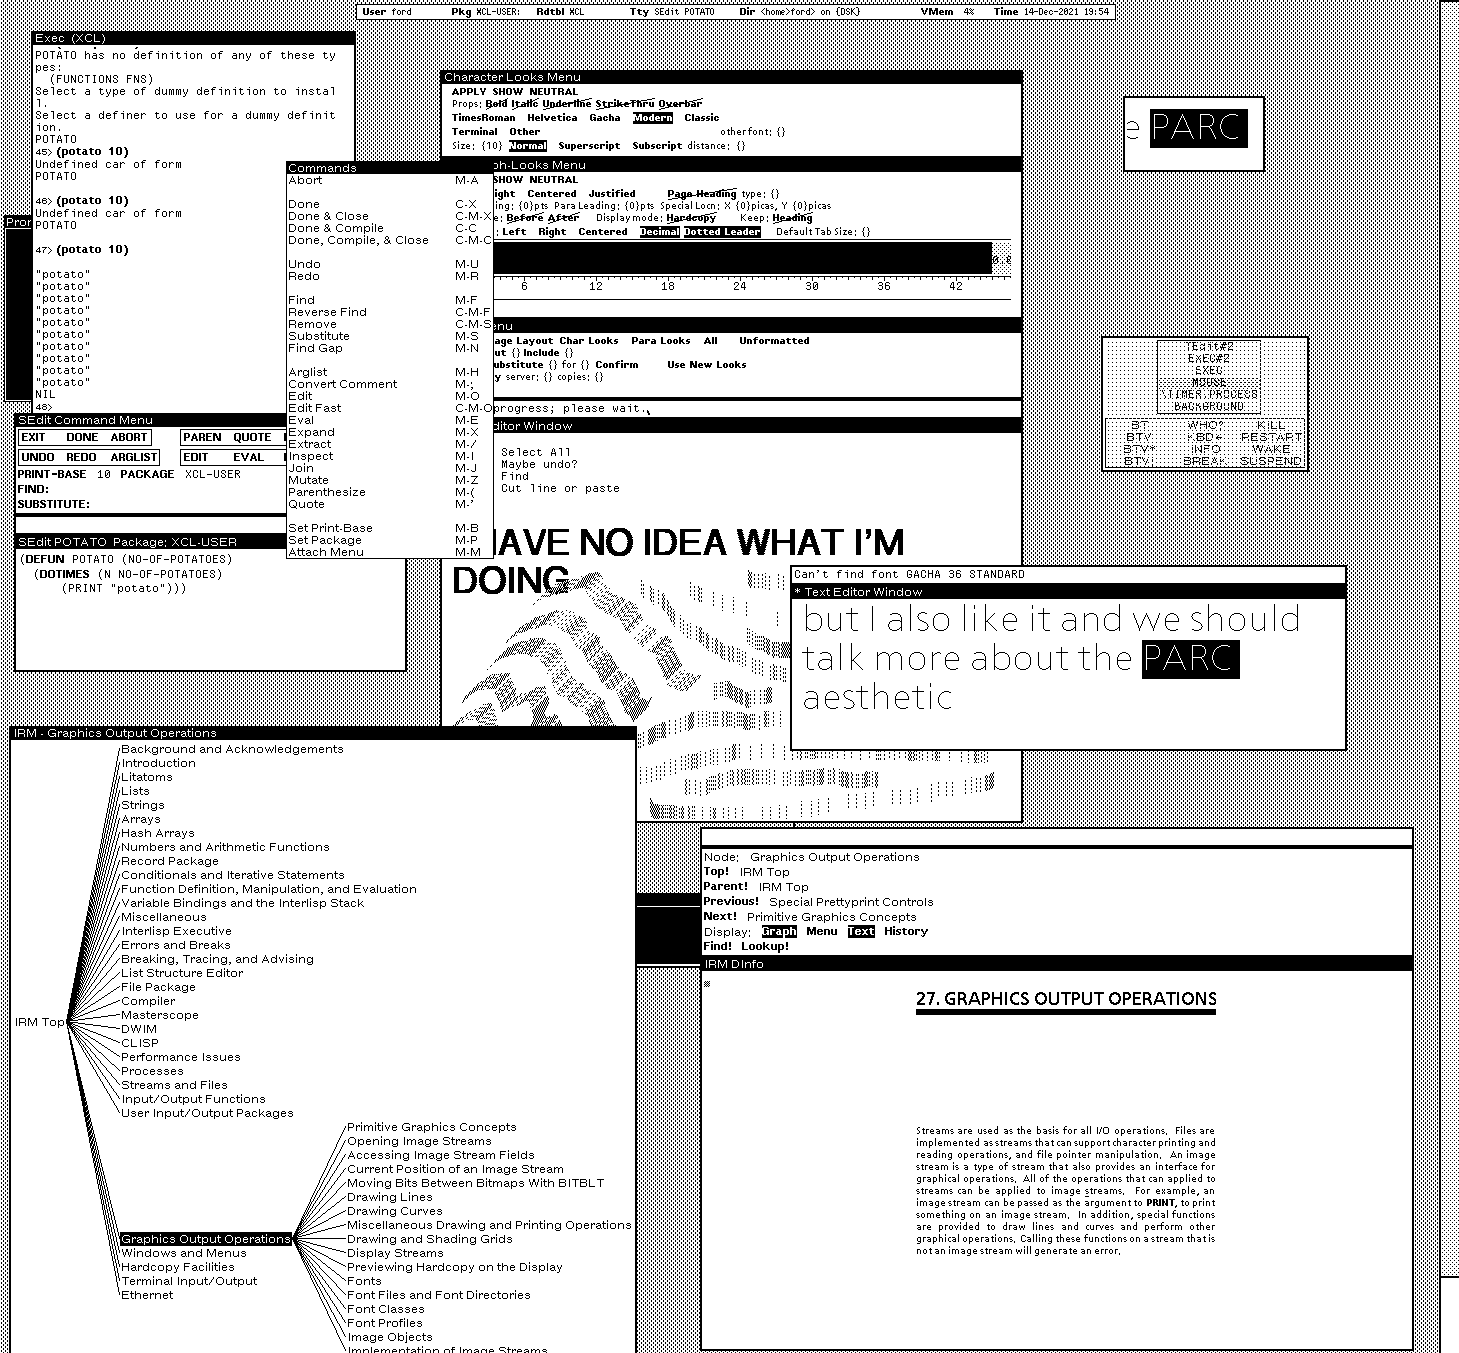 User ford Pkg XCL-USER: Rdtbl XCL Tty SEdit POTATO Dir <home>ford> on {DSK} VMem 4% Time 14-Dec-2021 19:54
Exec (XCL)
POTATO has no definition of any of these ty
pes:
(FUNCTIONS FNS)
Select a type of dummy definition to instal
l.
Select a definer to use for a dummy definit
ion.
POTATO
45> (potato 10)
Undefined car of form
POTATO
46> (potato 10)
Undefined car of form
POTATO
47> (potato 10)
"potato"
"potato"
"potato"
"potato"
"potato"
"potato"
"potato"
"potato"
"potato"
"potato"
NIL
48>
Pro
SEdit Command Menu
EXIT DONE ABORT PAREN QUOTE
UNDO REDO ARGLIST EDIT EVAL
PRINT-BASE 10 PACKAGE XCL-USER
FIND:
SUBSTITUTE:
SEdit POTATO Package: XCL-USER
(DEFUN POTATO (NO-OF-POTATOES)
(DOTIMES (N NO-OF-POTATOES)
(PRINT "potato")))
Commands
Abort M-A
Done C-X
Done & Close C-M-X
Done & Compile C-C
Done, Compile, & Close C-M-C
Undo M-U
Redo M-R
Find M-F
Reverse Find C-M-F
Remove C-M-S
Substitute M-S
Find Gap M-N
Arglist M-H
Convert Comment M-;
Edit M-O
Edit Fast C-M-O
Eval M-E
Expand M-X
Extract M-/
Inspect M-I
Join M-J
Mutate M-Z
Parenthesize M-(
Quote M-'
Set Print-Base M-B
Set Package M-P
Attach Menu M-M
Character Looks Menu
APPLY SHOW NEUTRAL
Props: Bold Italic Underline StrikeThru Overbar
TimesRoman Helvetica Gacha Modern Classic
Terminal Other other font: {}
Size: {10} Normal Superscript Subscript distance: {}
ph-Looks Menu
SHOW NEUTRAL
ight Centered Justified Page Heading type: {}
ing: {0}pts Para Leading: {0}pts Special Locn: X {0}picas, Y {0}picas
e: Before After Display mode: Hardcopy Keep: Heading
: Left Right Centered Decimal Dotted Leader Default Tab Size: {}
6 12 18 24 30 36 42
enu
age Layout Char Looks Para Looks All Unformatted
ut {} Include {}
ubstitute {} for {} Confirm Use New Looks
y server: {} copies: {}
progress; please wait.
ditor Window
Select All
Maybe undo?
Find
Cut line or paste
HAVE NO IDEA WHAT I'M
DOING
e PARC
TEdit#2
EXEC#2
EXEC
MOUSE
\TIMER.PROCESS
BACKGROUND
BT WHO? KILL
BTV KBD← RESTART
BTV* INFO WAKE
BTV! BREAK SUSPEND
Can't find font GACHA 36 STANDARD
* Text Editor Window
but I also like it and we should
talk more about the PARC
aesthetic
IRM - Graphics Output Operations
Background and Acknowledgements
Introduction
Litatoms
Lists
Strings
Arrays
Hash Arrays
Numbers and Arithmetic Functions
Record Package
Conditionals and Iterative Statements
Function Definition, Manipulation, and Evaluation
Variable Bindings and the Interlisp Stack
Miscellaneous
Interlisp Executive
Errors and Breaks
Breaking, Tracing, and Advising
List Structure Editor
File Package
Compiler
Masterscope
IRM Top
DWIM
CLISP
Performance Issues
Processes
Streams and Files
Input/Output Functions
User Input/Output Packages
Graphics Output Operations
Windows and Menus
Hardcopy Facilities
Terminal Input/Output
Ethernet
Primitive Graphics Concepts
Opening Image Streams
Accessing Image Stream Fields
Current Position of an Image Stream
Moving Bits Between Bitmaps With BITBLT
Drawing Lines
Drawing Curves
Miscellaneous Drawing and Printing Operations
Drawing and Shading Grids
Display Streams
Previewing Hardcopy on the Display
Fonts
Font Files and Font Directories
Font Classes
Font Profiles
Image Objects
Implementation of Image Streams
Node: Graphics Output Operations
Top! IRM Top
Parent! IRM Top
Previous! Special Prettyprint Controls
Next! Primitive Graphics Concepts
Display: Graph Menu Text History
Find! Lookup!
IRM DInfo
27. GRAPHICS OUTPUT OPERATIONS
Streams are used as the basis for all I/O operations. Files are
implemented as streams that can support character printing and
reading operations, and file pointer manipulation. An image
stream is a type of stream that also provides an interface for
graphical operations. All of the operations that can applied to
streams can be applied to image streams. For example, an
image stream can be passed as the argument to PRINT, to print
something on an image stream. In addition, special functions
are provided to draw lines and curves and perform other
graphical operations. Calling these functions on a stream that is
not an image stream will generate an error.